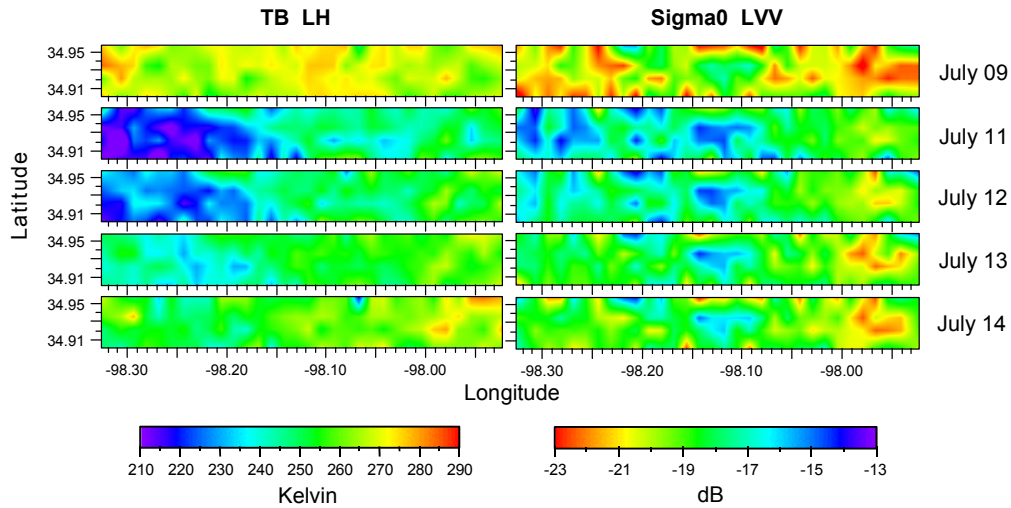 TB LH Sigma0 LVV
34.95
34.91
July 09
34.95
34.91
July 11
34.95
34.91
July 12
34.95
34.91
July 13
34.95
34.91
July 14
Latitude
-98.30 -98.20 -98.10 -98.00 -98.30 -98.20 -98.10 -98.00
Longitude
210 220 230 240 250 260 270 280 290
Kelvin
-23 -21 -19 -17 -15 -13
dB